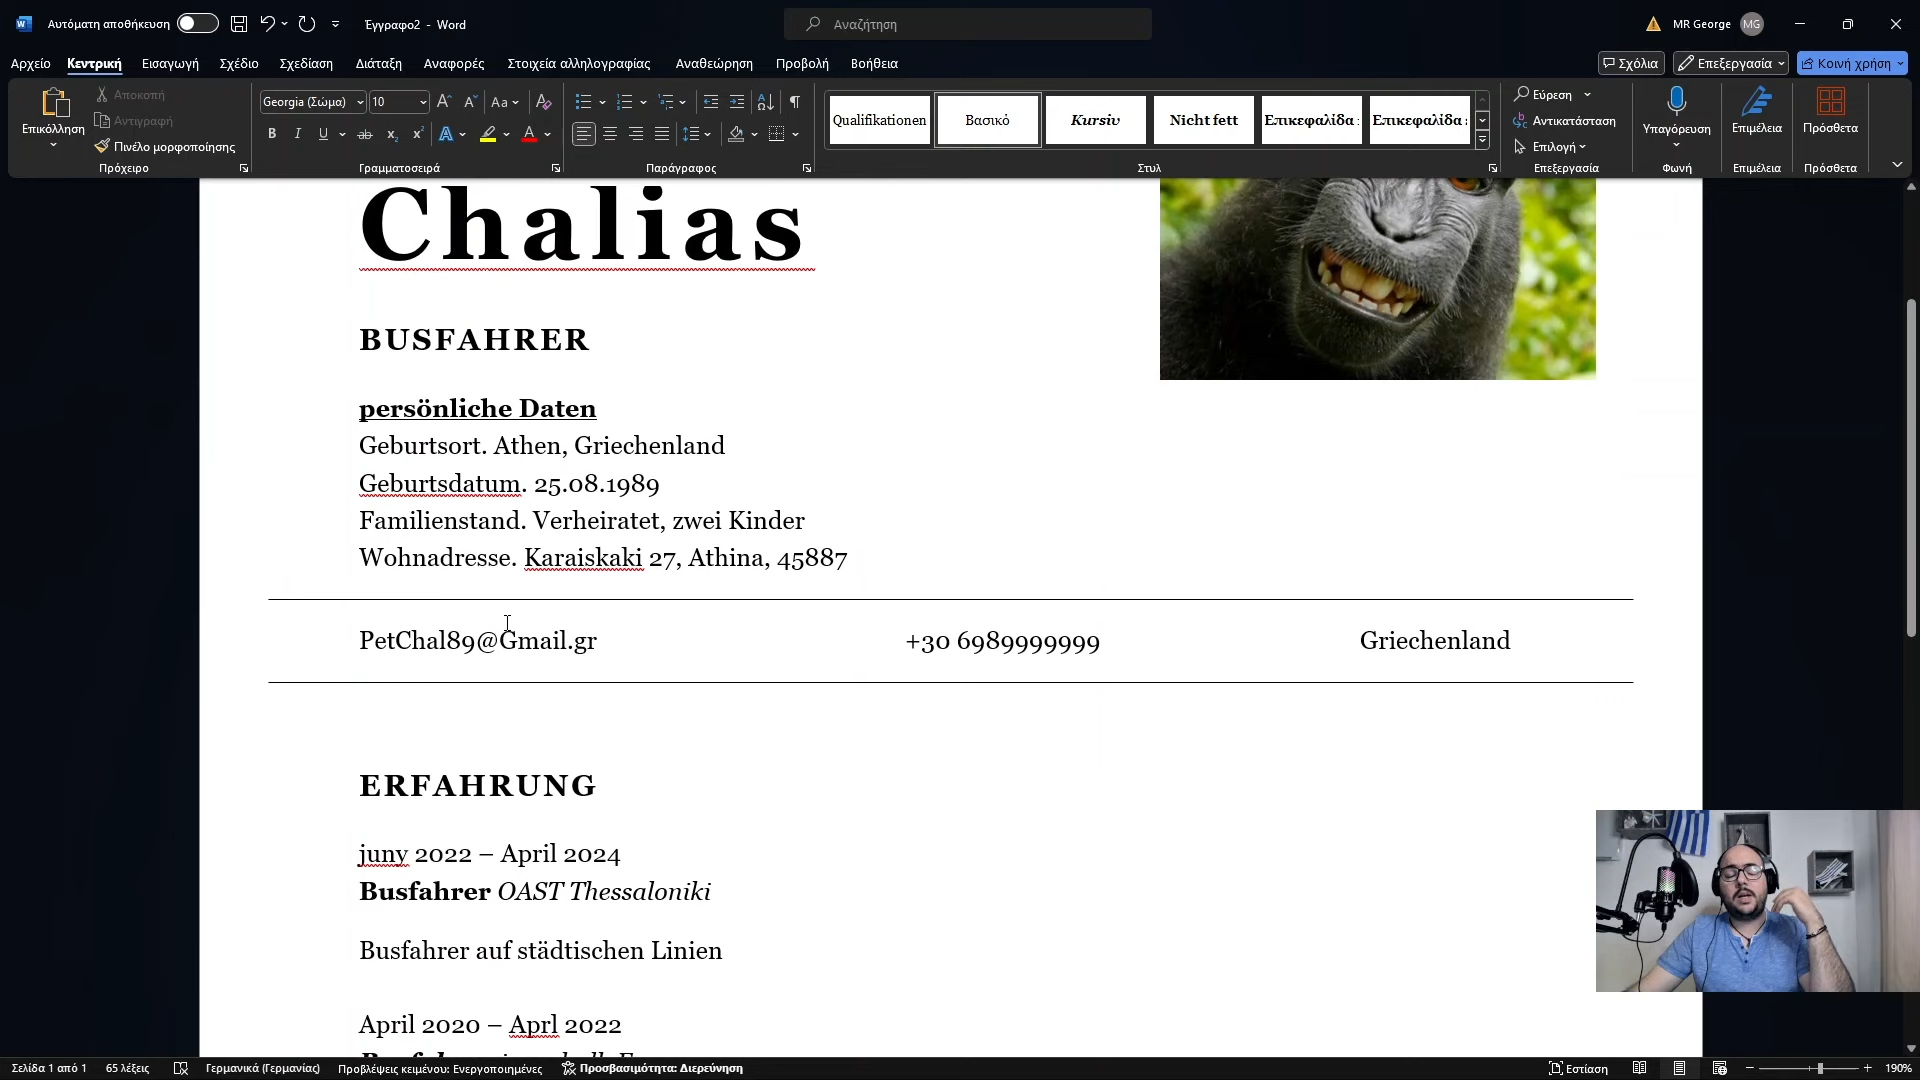 Αυτόματη αποθήκευση
Έγγραφο2 - Word
Αναζήτηση
MR George
MG
Αρχείο
Κεντρική
Εισαγωγή
Σχέδιο
Σχεδίαση
Διάταξη
Αναφορές
Στοιχεία αλληλογραφίας
Αναθεώρηση
Προβολή
Βοήθεια
Σχόλια
Επεξεργασία
Κοινή χρήση
Επικόλληση
Αποκοπή
Αντιγραφή
Πινέλο μορφοποίησης
Πρόχειρο
Georgia (Σώμα)
10
Γραμματοσειρά
Παράγραφος
Qualifikationen
Βασικό
Kursiv
Nicht fett
Επικεφαλίδα :
Επικεφαλίδα :
Στυλ
Εύρεση
Αντικατάσταση
Επιλογή
Επεξεργασία
Υπαγόρευση
Φωνή
Επιμέλεια
Επιμέλεια
Πρόσθετα
Πρόσθετα
Chalias
BUSFAHRER
persönliche Daten
Geburtsort. Athen, Griechenland
Geburtsdatum. 25.08.1989
Familienstand. Verheiratet, zwei Kinder
Wohnadresse. Karaiskaki 27, Athina, 45887
PetChal89@Gmail.gr
+30 6989999999
Griechenland
ERFAHRUNG
juny 2022 – April 2024
Busfahrer OAST Thessaloniki
Busfahrer auf städtischen Linien
April 2020 – Aprl 2022
Σελίδα 1 από 1
65 λέξεις
Γερμανικά (Γερμανίας)
Προβλέψεις κειμένου: Ενεργοποιημένες
Προσβασιμότητα: Διερεύνηση
Εστίαση
190%